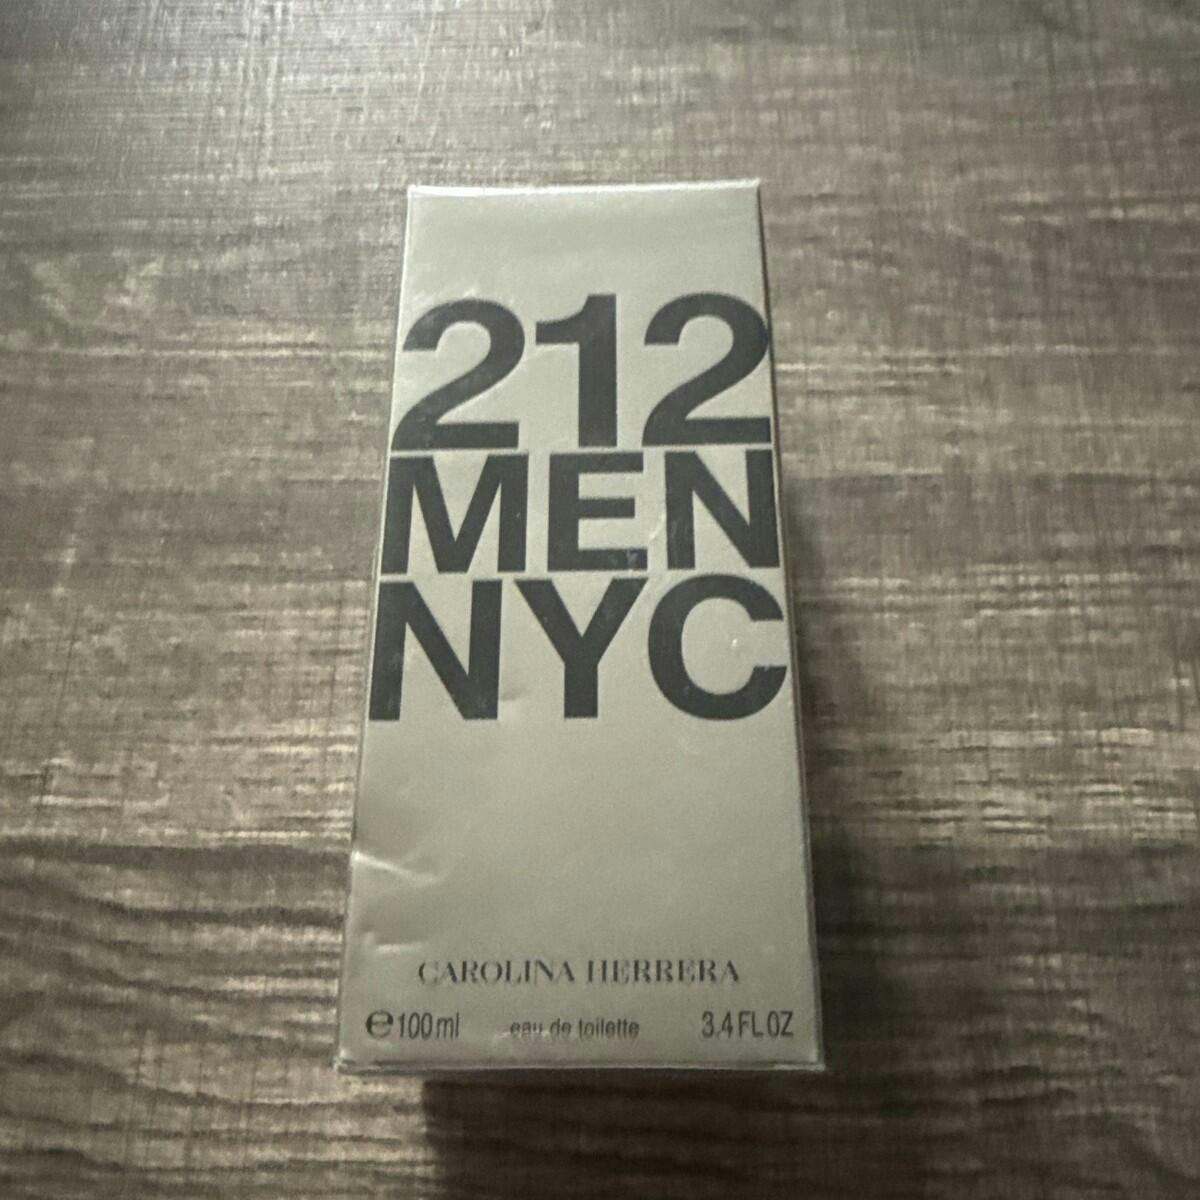 212
MEN
NYC
CAROLINA HERRERA
℮100ml eau de toilette 3.4 FL OZ